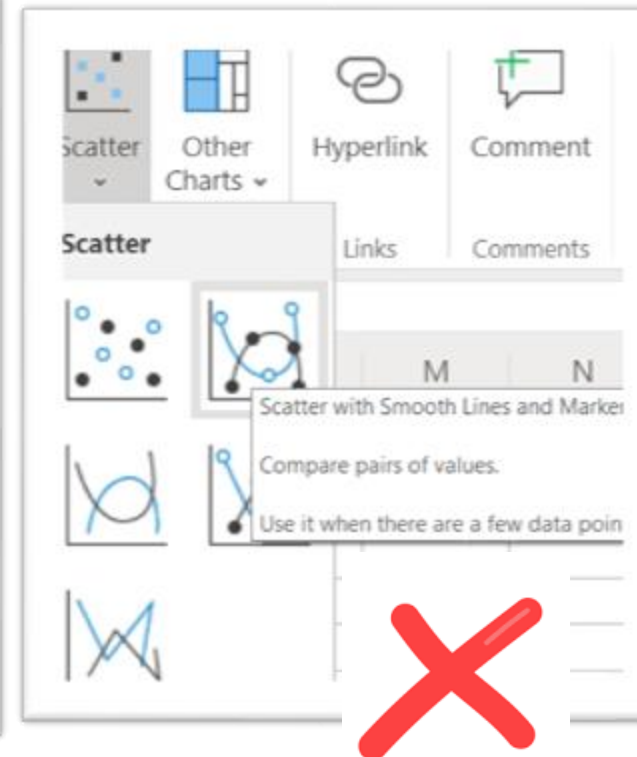 Scatter Other Hyperlink Comment
Charts
Links Comments
Scatter
M N
Scatter with Smooth Lines and Marker
Compare pairs of values.
Use it when there are a few data poin